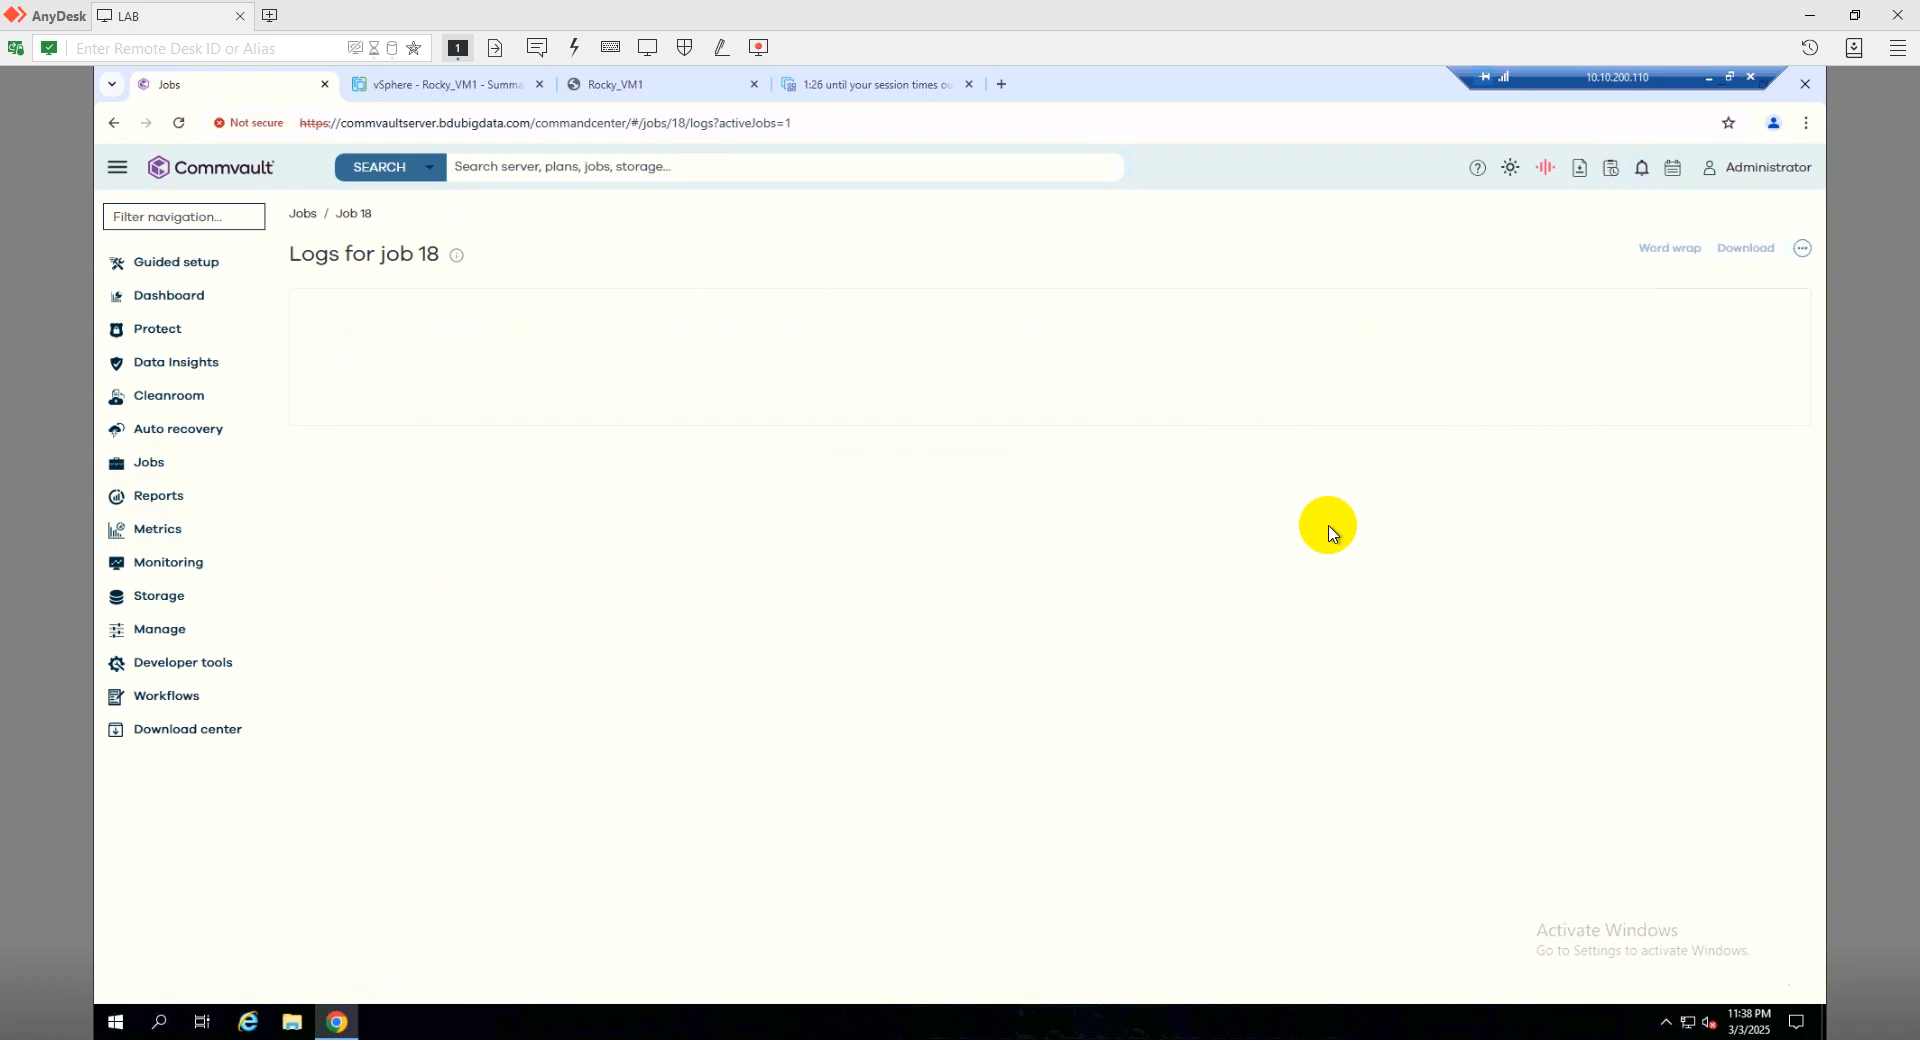 AnyDesk
LAB
Enter Remote Desk ID or Alias
1
Jobs
vSphere - Rocky_VM1 - Summa
Rocky_VM1
1:26 until your session times ou
10.10.200.110
Not secure
https://commvaultserver.bdubigdata.com/commandcenter/#/jobs/18/logs?activeJobs=1
Commvault
SEARCH
Search server, plans, jobs, storage...
Administrator
Filter navigation...
Jobs / Job 18
Logs for job 18
Word wrap
Download
Guided setup
Dashboard
Protect
Data Insights
Cleanroom
Auto recovery
Jobs
Reports
Metrics
Monitoring
Storage
Manage
Developer tools
Workflows
Download center
Activate Windows
Go to Settings to activate Windows.
11:38 PM
3/3/2025